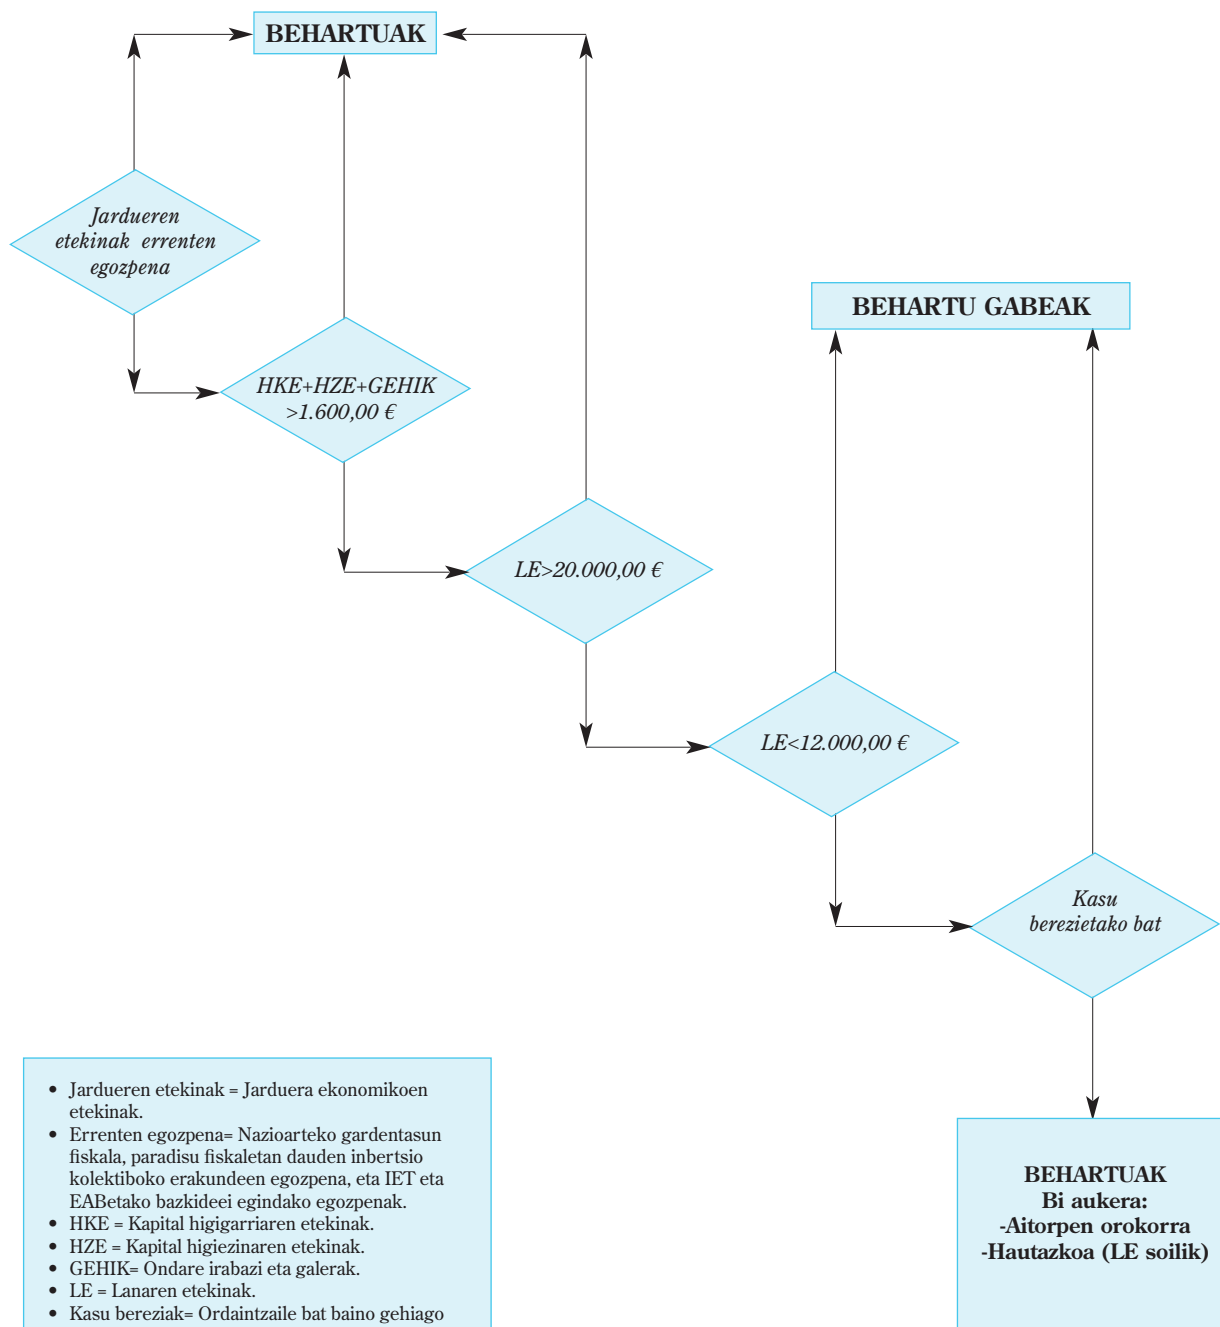 BEHARTUAK
Jardueren
etekinak errenten
egozpena
BEHARTU GABEAK
HKE+HZE+GEHIK
>1.600,00 €
LE>20.000,00 €
LE<12.000,00 €
Kasu
berezietako bat
• Jardueren etekinak = Jarduera ekonomikoen
etekinak.
• Errenten egozpena= Nazioarteko gardentasun
fiskala, paradisu fiskaletan dauden inbertsio
kolektiboko erakundeen egozpena, eta IET eta
EABetako bazkideei egindako egozpenak.
• HKE = Kapital higigarriaren etekinak.
• HZE = Kapital higiezinaren etekinak.
• GEHIK= Ondare irabazi eta galerak.
• LE = Lanaren etekinak.
• Kasu bereziak= Ordaintzaile bat baino gehiago
BEHARTUAK
Bi aukera:
-Aitorpen orokorra
-Hautazkoa (LE soilik)